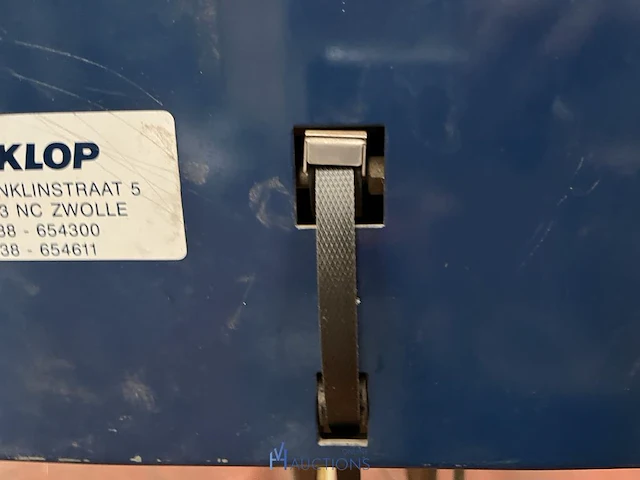 KLOP
NKLINSTRAAT 5
3 NC ZWOLLE
38 - 654300
38 - 654611
AUCTIONS